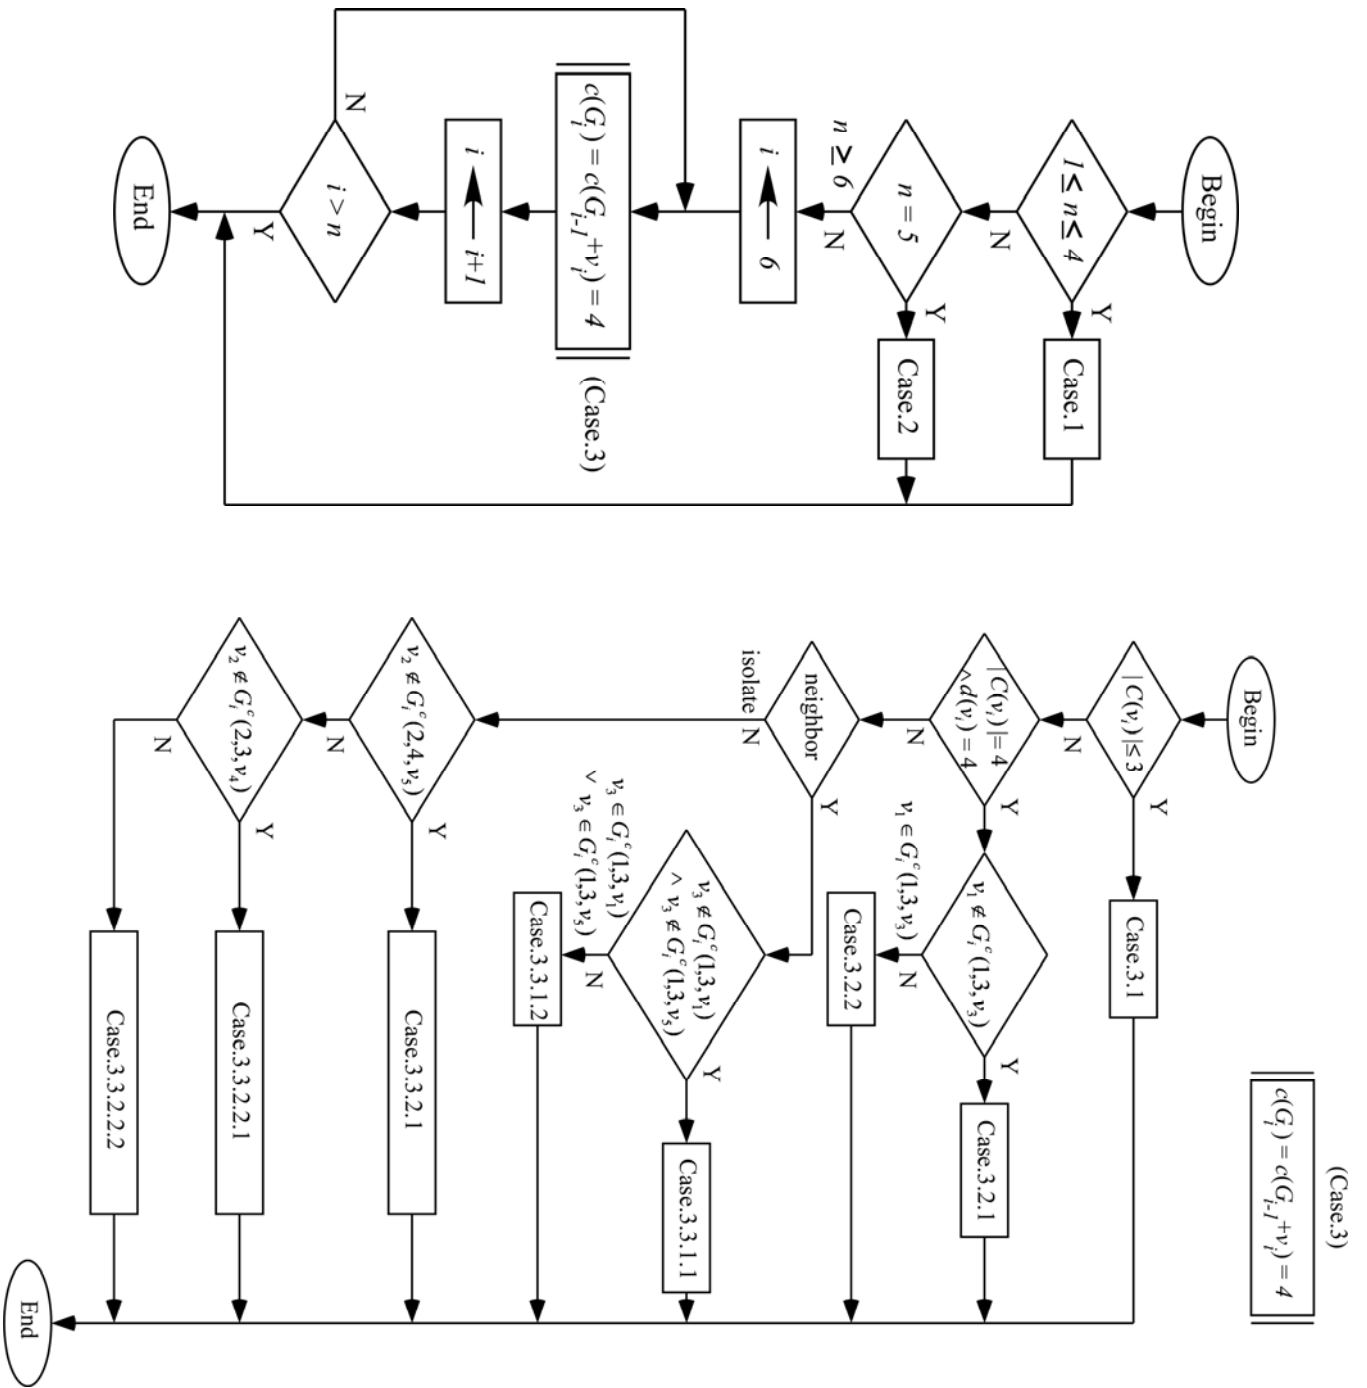 Begin
1 ≤ n ≤ 4
Y
Case.1
N
n = 5
Y
Case.2
N
n ≥ 6
i ← 6
c(G_i) = c(G_{i-1}+v_i) = 4
(Case.3)
i ← i+1
i > n
N
Y
End
(Case.3)
c(G_i) = c(G_{i-1}+v_i) = 4
Begin
| C(v_i) |≤ 3
Y
Case.3.1
N
| C(v_i) |= 4
^ d(v_i) = 4
Y
v_1 ∉ G_i^c (1,3,v_3)
Y
Case.3.2.1
N
v_1 ∈ G_i^c (1,3,v_3)
Case.3.2.2
N
neighbor
Y
v_3 ∉ G_i^c (1,3,v_1)
^ v_3 ∉ G_i^c (1,3,v_5)
Y
Case.3.3.1.1
N
v_3 ∈ G_i^c (1,3,v_1)
∨ v_3 ∈ G_i^c (1,3,v_5)
Case.3.3.1.2
N
isolate
v_2 ∉ G_i^c (2,4,v_5)
Y
Case.3.3.2.1
N
v_2 ∉ G_i^c (2,3,v_4)
Y
Case.3.3.2.2.1
N
Case.3.3.2.2.2
End